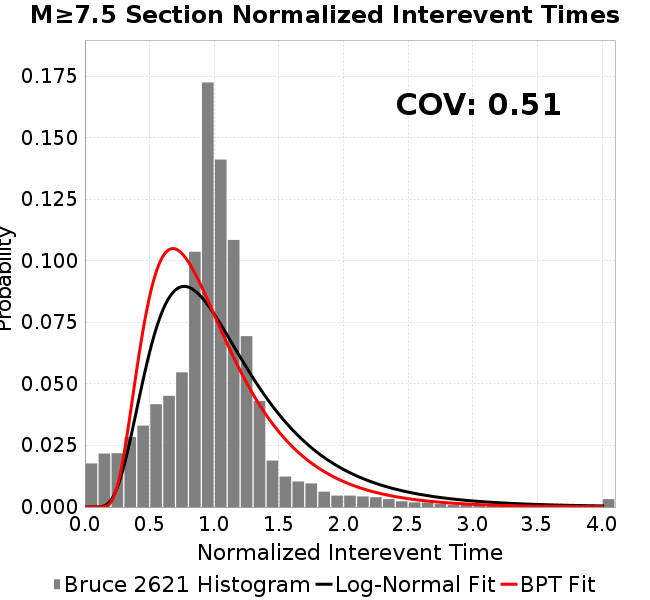 M≥7.5 Section Normalized Interevent Times
COV: 0.51
Probability
0.175
0.150
0.125
0.100
0.075
0.050
0.025
0.000
0.0 0.5 1.0 1.5 2.0 2.5 3.0 3.5 4.0
Normalized Interevent Time
Bruce 2621 Histogram Log-Normal Fit BPT Fit